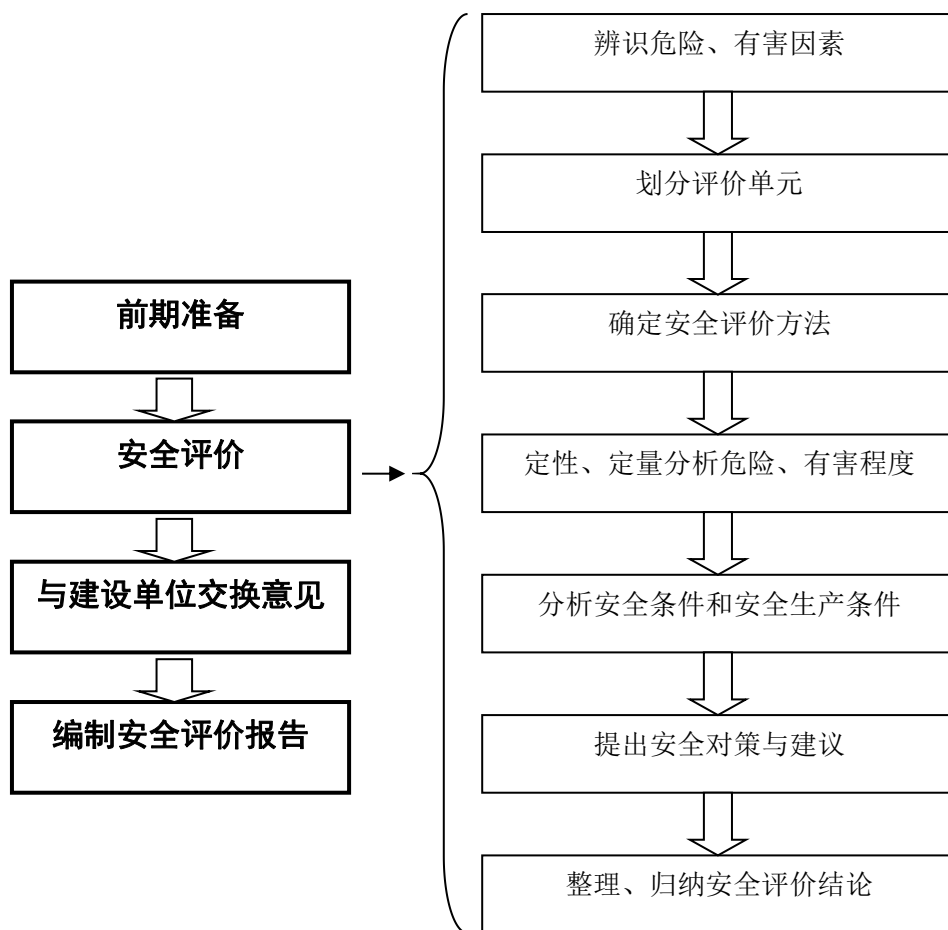 前期准备
安全评价
与建设单位交换意见
编制安全评价报告
辨识危险、有害因素
划分评价单元
确定安全评价方法
定性、定量分析危险、有害程度
分析安全条件和安全生产条件
提出安全对策与建议
整理、归纳安全评价结论